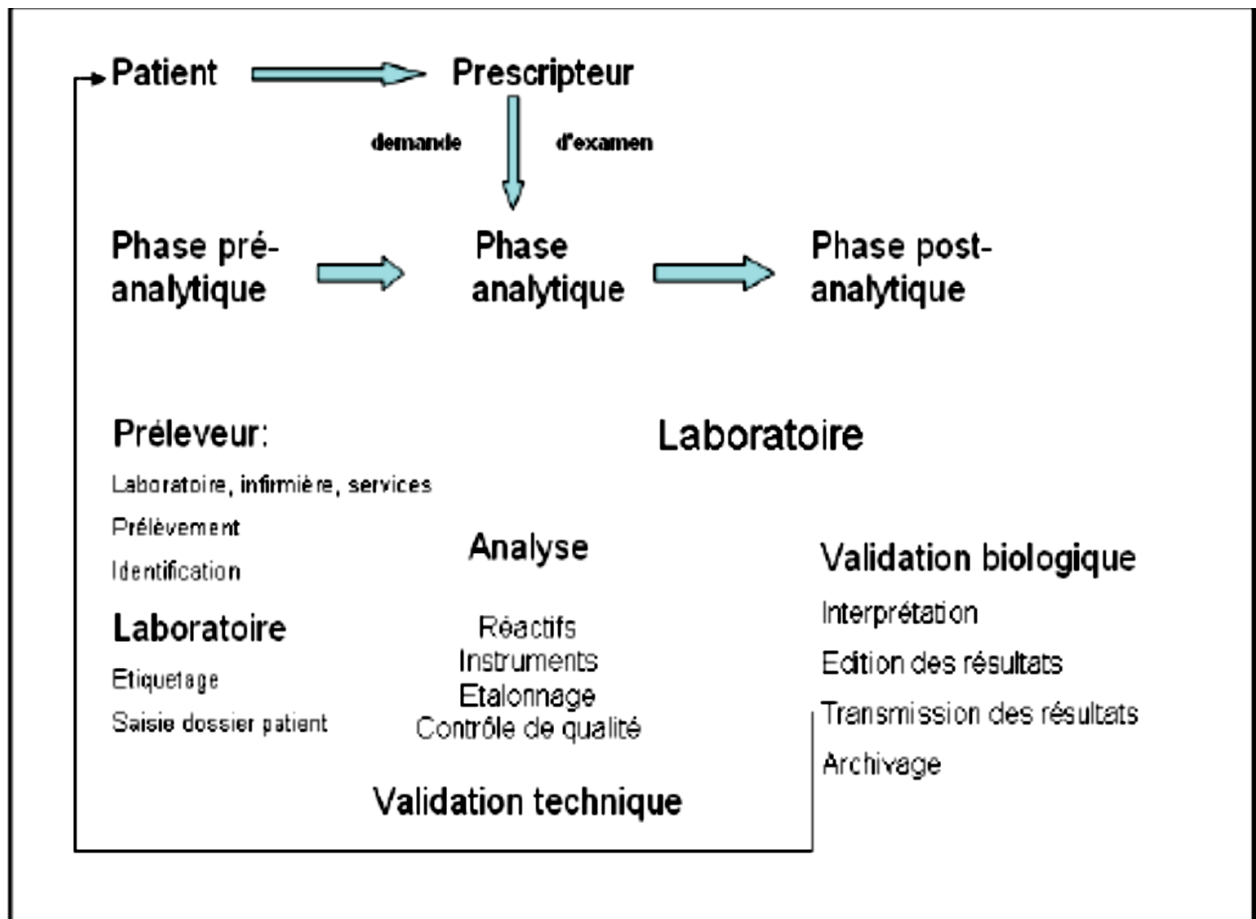 Patient
Prescripteur
demande d'examen
Phase pré-
analytique
Phase
analytique
Phase post-
analytique
Préleveur:
Laboratoire, infirmière, services
Prélèvement
Identification
Laboratoire
Etiquetage
Saisie dossier patient
Laboratoire
Analyse
Réactifs
Instruments
Etalonnage
Contrôle de qualité
Validation technique
Validation biologique
Interprétation
Edition des résultats
Transmission des résultats
Archivage